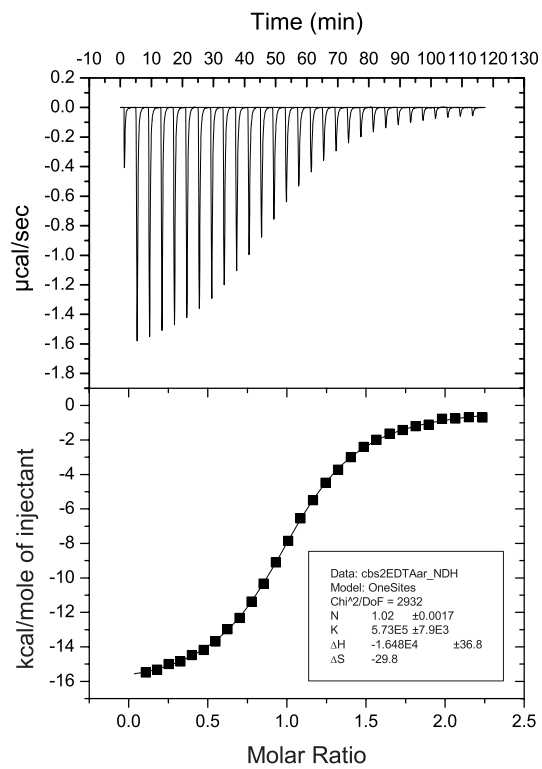 Time (min)
-10 0 10 20 30 40 50 60 70 80 90 100 110 120 130
0.2
0.0
-0.2
-0.4
-0.6
-0.8
-1.0
-1.2
-1.4
-1.6
-1.8
µcal/sec
0
-2
-4
-6
-8
-10
-12
-14
-16
kcal/mole of injectant
Data: cbs2EDTAar_NDH
Model: OneSites
Chi^2/DoF = 2932
N 1.02 ±0.0017
K 5.73E5 ±7.9E3
ΔH -1.648E4 ±36.8
ΔS -29.8
0.0 0.5 1.0 1.5 2.0 2.5
Molar Ratio